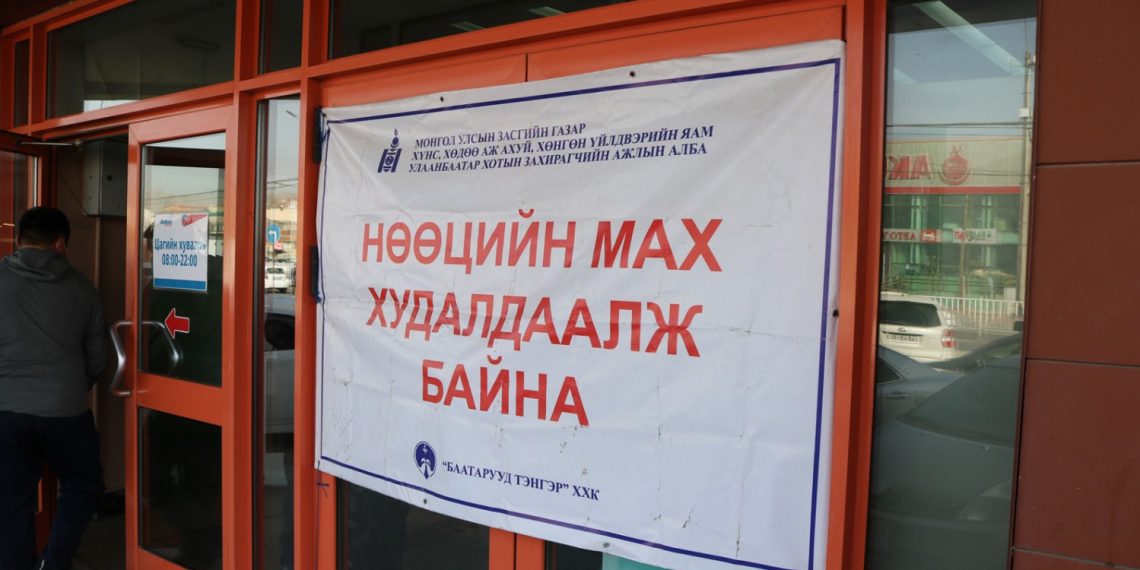 МОНГОЛ УЛСЫН ЗАСГИЙН ГАЗАР
ХҮНС, ХӨДӨӨ АЖ АХУЙ, ХӨНГӨН ҮЙЛДВЭРИЙН ЯАМ
УЛААНБААТАР ХОТЫН ЗАХИРАГЧИЙН АЖЛЫН АЛБА
НӨӨЦИЙН МАХ
ХУДАЛДААЛЖ
БАЙНА
"БААТАРУУД ТЭНГЭР" ХХК
Цагийн хуваарь
08:00-22:00